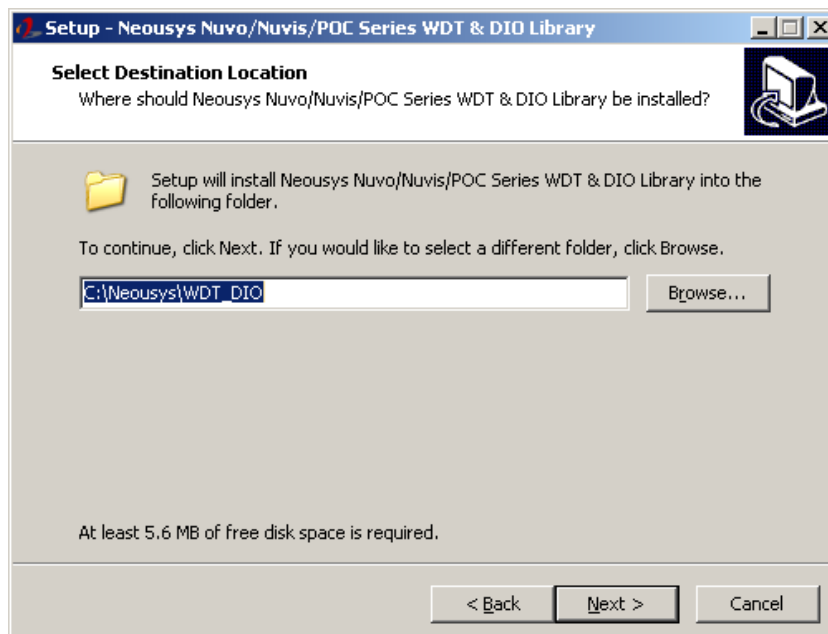 Setup - Neousys Nuvo/Nuvis/POC Series WDT & DIO Library
Select Destination Location
Where should Neousys Nuvo/Nuvis/POC Series WDT & DIO Library be installed?
Setup will install Neousys Nuvo/Nuvis/POC Series WDT & DIO Library into the
following folder.
To continue, click Next. If you would like to select a different folder, click Browse.
C:\Neousys\WDT_DIO
Browse...
At least 5.6 MB of free disk space is required.
< Back
Next >
Cancel